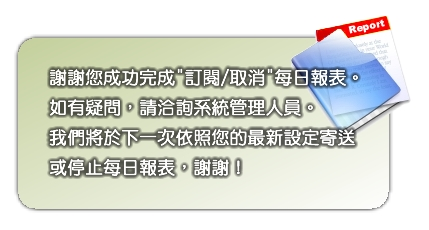 Report
謝謝您成功完成"訂閱/取消"每日報表。
如有疑問，請洽詢系統管理人員。
我們將於下一次依照您的最新設定寄送
或停止每日報表，謝謝！